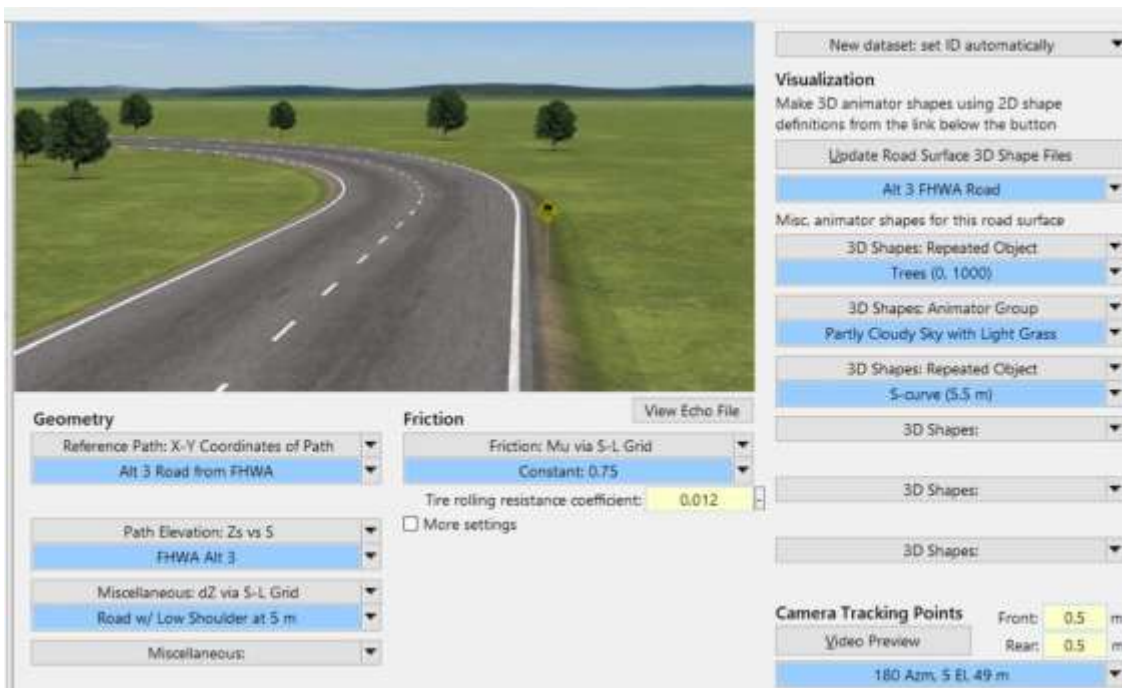 New dataset: set ID automatically
Visualization
Make 3D animator shapes using 2D shape
definitions from the link below the button
Update Road Surface 3D Shape Files
Alt 3 FHWA Road
Misc. animator shapes for this road surface
3D Shapes: Repeated Object
Trees (0, 1000)
3D Shapes: Animator Group
Partly Cloudy Sky with Light Grass
3D Shapes: Repeated Object
S-curve (5.5 m)
3D Shapes:
3D Shapes:
3D Shapes:
Geometry
Reference Path: X-Y Coordinates of Path
Alt 3 Road from FHWA
Path Elevation: Zs vs S
FHWA Alt 3
Miscellaneous: dZ via S-L Grid
Road w/ Low Shoulder at 5 m
Miscellaneous:
Friction
View Echo File
Friction: Mu via S-L Grid
Constant: 0.75
Tire rolling resistance coefficient: 0.012
More settings
Camera Tracking Points
Front: 0.5 m
Video Preview
Rear: 0.5 m
180 Azm, 5 El, 49 m